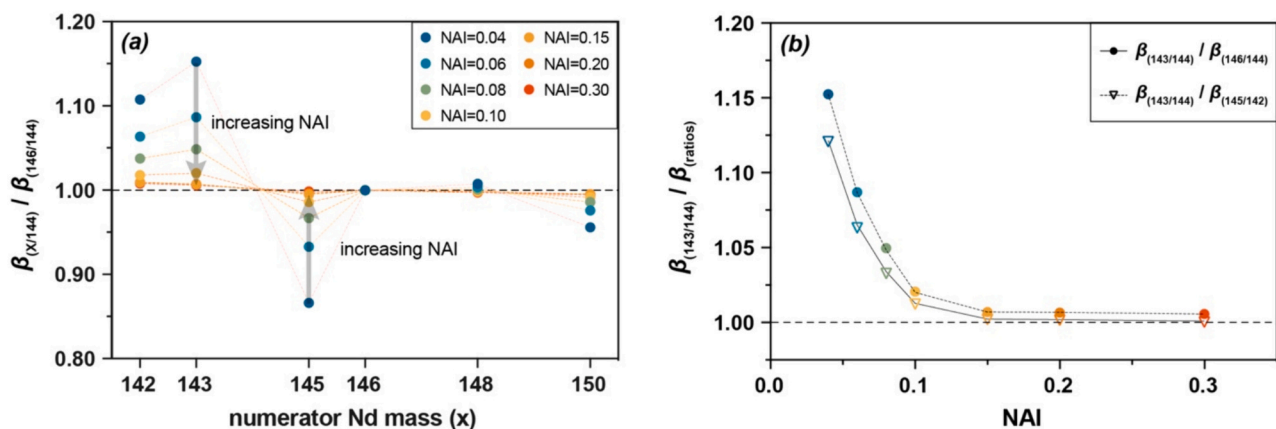 (a)
NAI=0.04 NAI=0.15
NAI=0.06 NAI=0.20
NAI=0.08 NAI=0.30
NAI=0.10
increasing NAI
increasing NAI
β(X/144) / β(146/144)
1.20
1.10
1.00
0.90
0.80
142 143 145 146 148 150
numerator Nd mass (x)
(b)
β(143/144) / β(146/144)
β(143/144) / β(145/142)
β(143/144) / β(ratios)
1.20
1.15
1.10
1.05
1.00
0.0 0.1 0.2 0.3
NAI